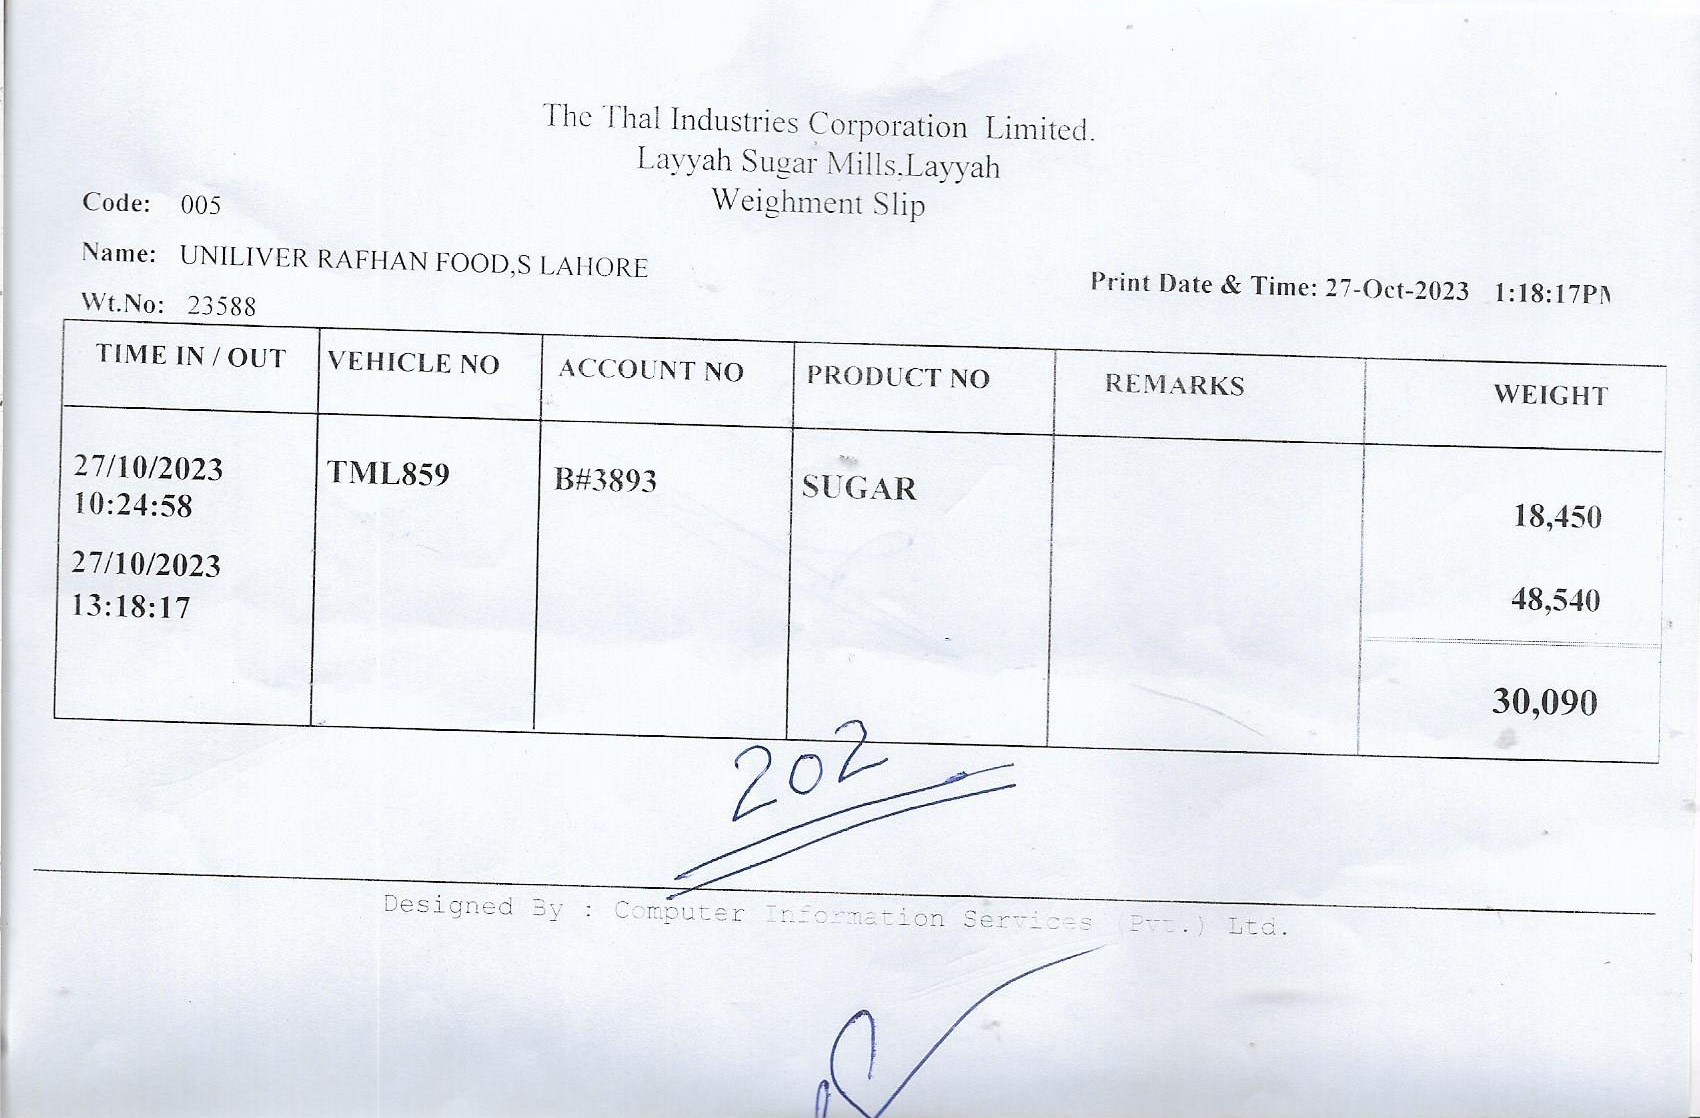 The Thal Industries Corporation Limited.
Layyah Sugar Mills.Layyah
Weighment Slip
Code: 005
Name: UNILIVER RAFHAN FOOD,S LAHORE
Print Date & Time: 27-Oct-2023 1:18:17PM
Wt.No: 23588
TIME IN / OUT VEHICLE NO ACCOUNT NO PRODUCT NO REMARKS WEIGHT
27/10/2023 TML859 B#3893 SUGAR
10:24:58 18,450
27/10/2023
13:18:17 48,540
30,090
202
Designed By : Computer Information Services (Pvt.) Ltd.